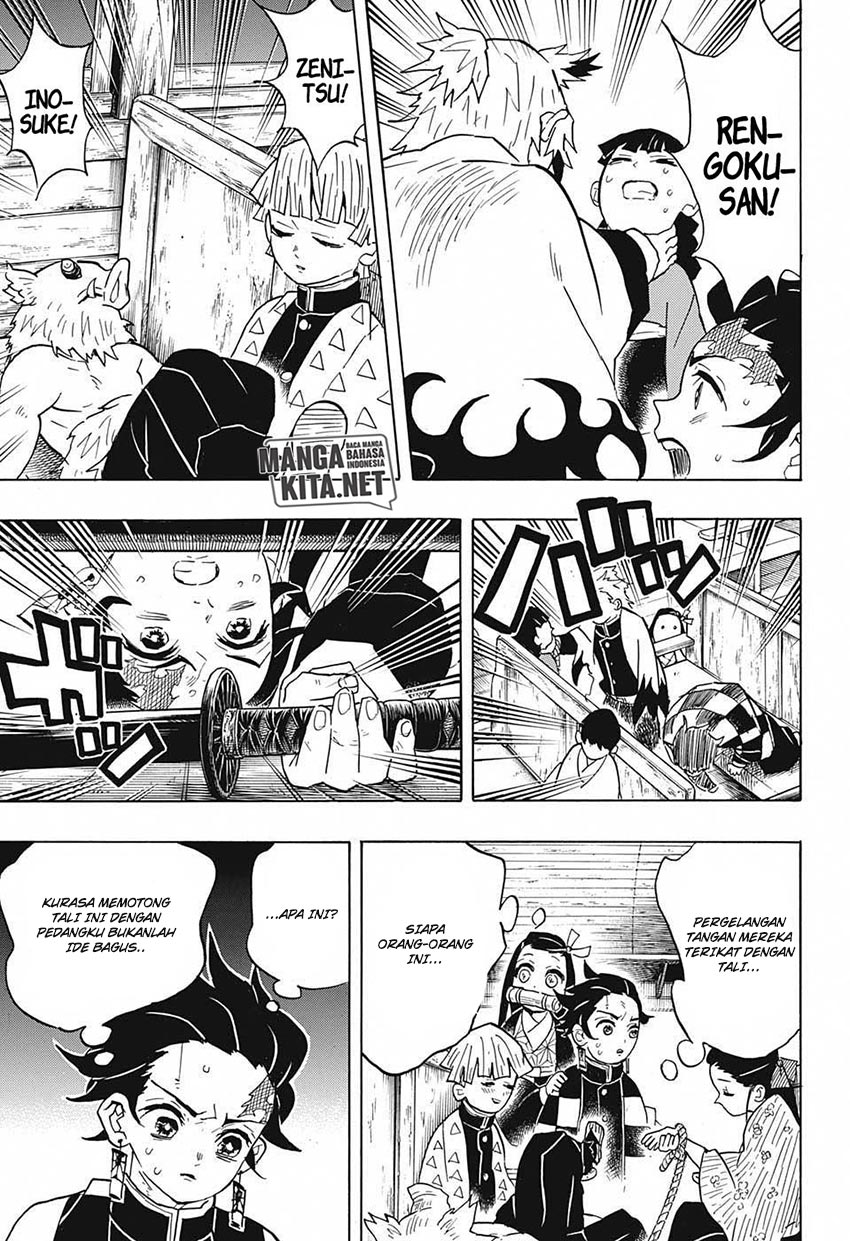 REN-
GOKU-
SAN!
ZENI-
TSU!
INO-
SUKE!
MANGA
KITA.NET
BACA MANGA
BAHASA
INDONESIA
PERGELANGAN
TANGAN MEREKA
TERIKAT DENGAN
TALI...
SIAPA
ORANG-ORANG
INI...
...APA INI?
KURASA MEMOTONG
TALI INI DENGAN
PEDANGKU BUKANLAH
IDE BAGUS..